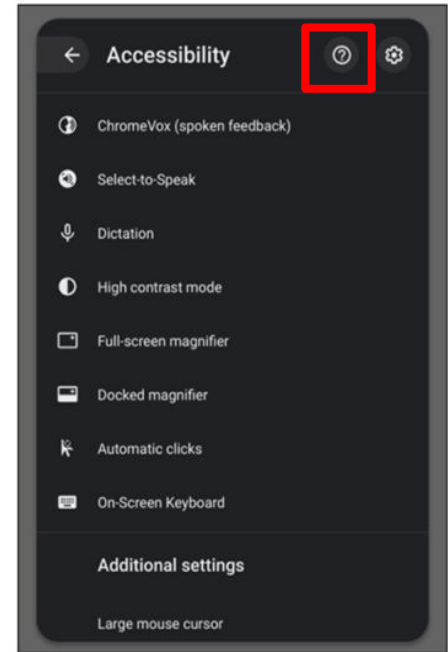 Accessibility
ChromeVox (spoken feedback)
Select-to-Speak
Dictation
High contrast mode
Full-screen magnifier
Docked magnifier
Automatic clicks
On-Screen Keyboard
Additional settings
Large mouse cursor